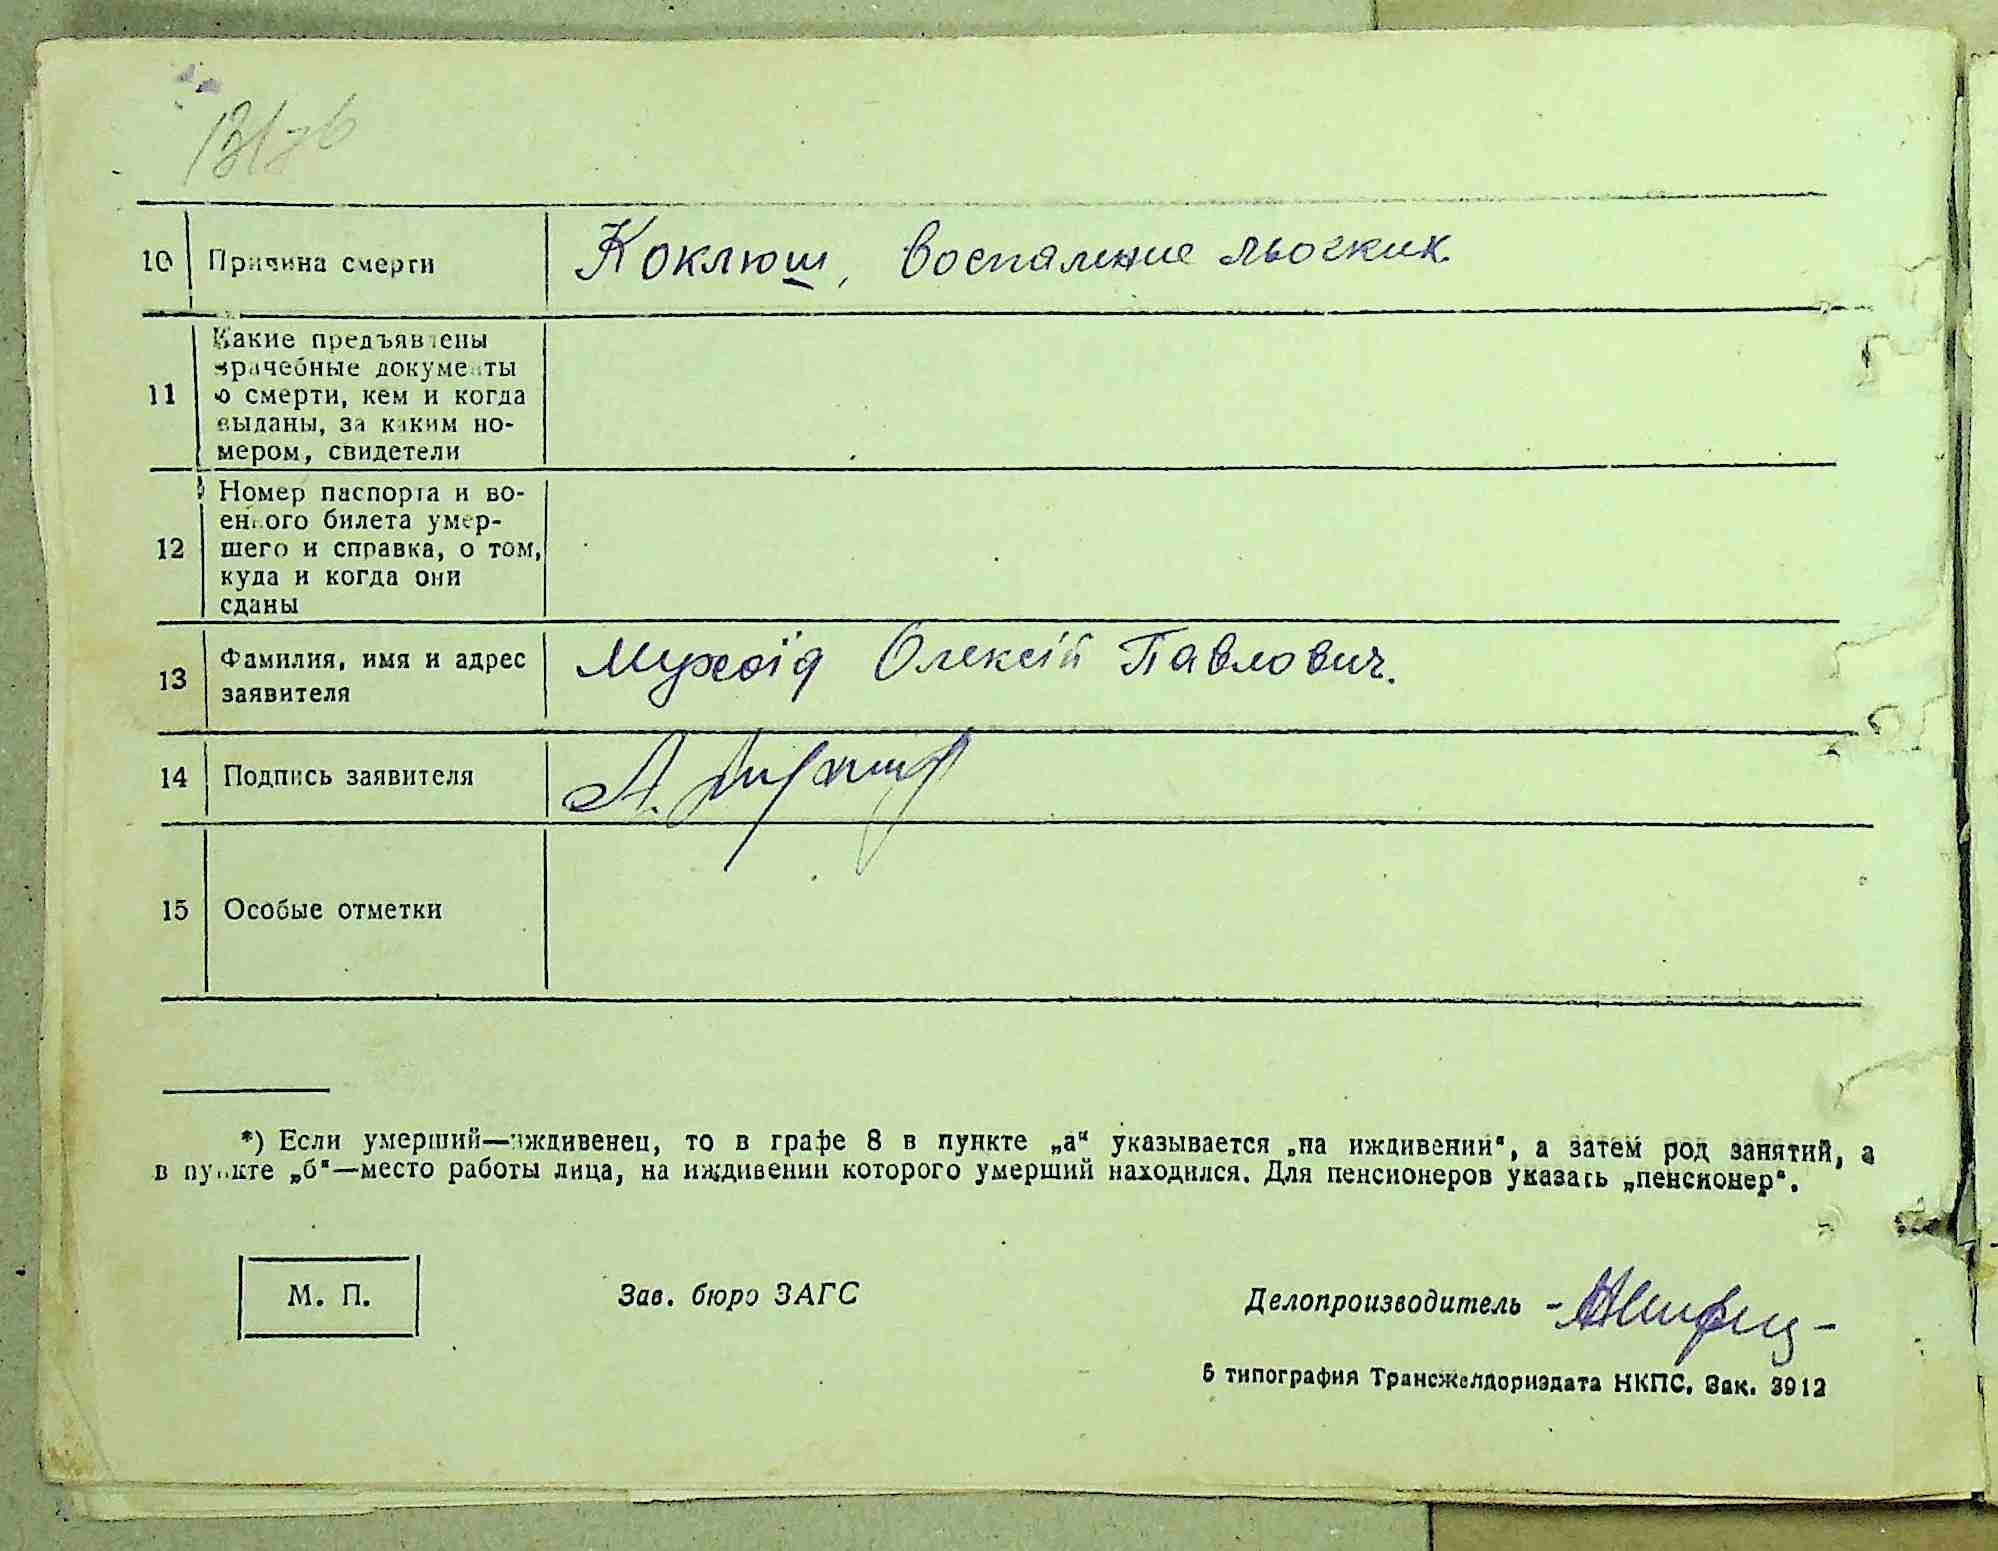 10 Причина смерти Коклюш, воспаление льогких.
11 Какие предъявлены
врачебные документы
о смерти, кем и когда
выданы, за каким но-
мером, свидетели
12 Номер паспорта и во-
енного билета умер-
шего и справка, о том,
куда и когда они
сданы
13 Фамилия, имя и адрес
заявителя Мухоїд Олексій Павлович.
14 Подпись заявителя А.
15 Особые отметки
*) Если умерший—иждивенец, то в графе 8 в пункте „а“ указывается „на иждивении“, а затем род занятий, а
в пункте „б“—место работы лица, на иждивении которого умерший находился. Для пенсионеров указать „пенсионер“.
М. П. Зав. бюро ЗАГС Делопроизводитель
6 типография Трансжелдориздата НКПС. Зак. 3912